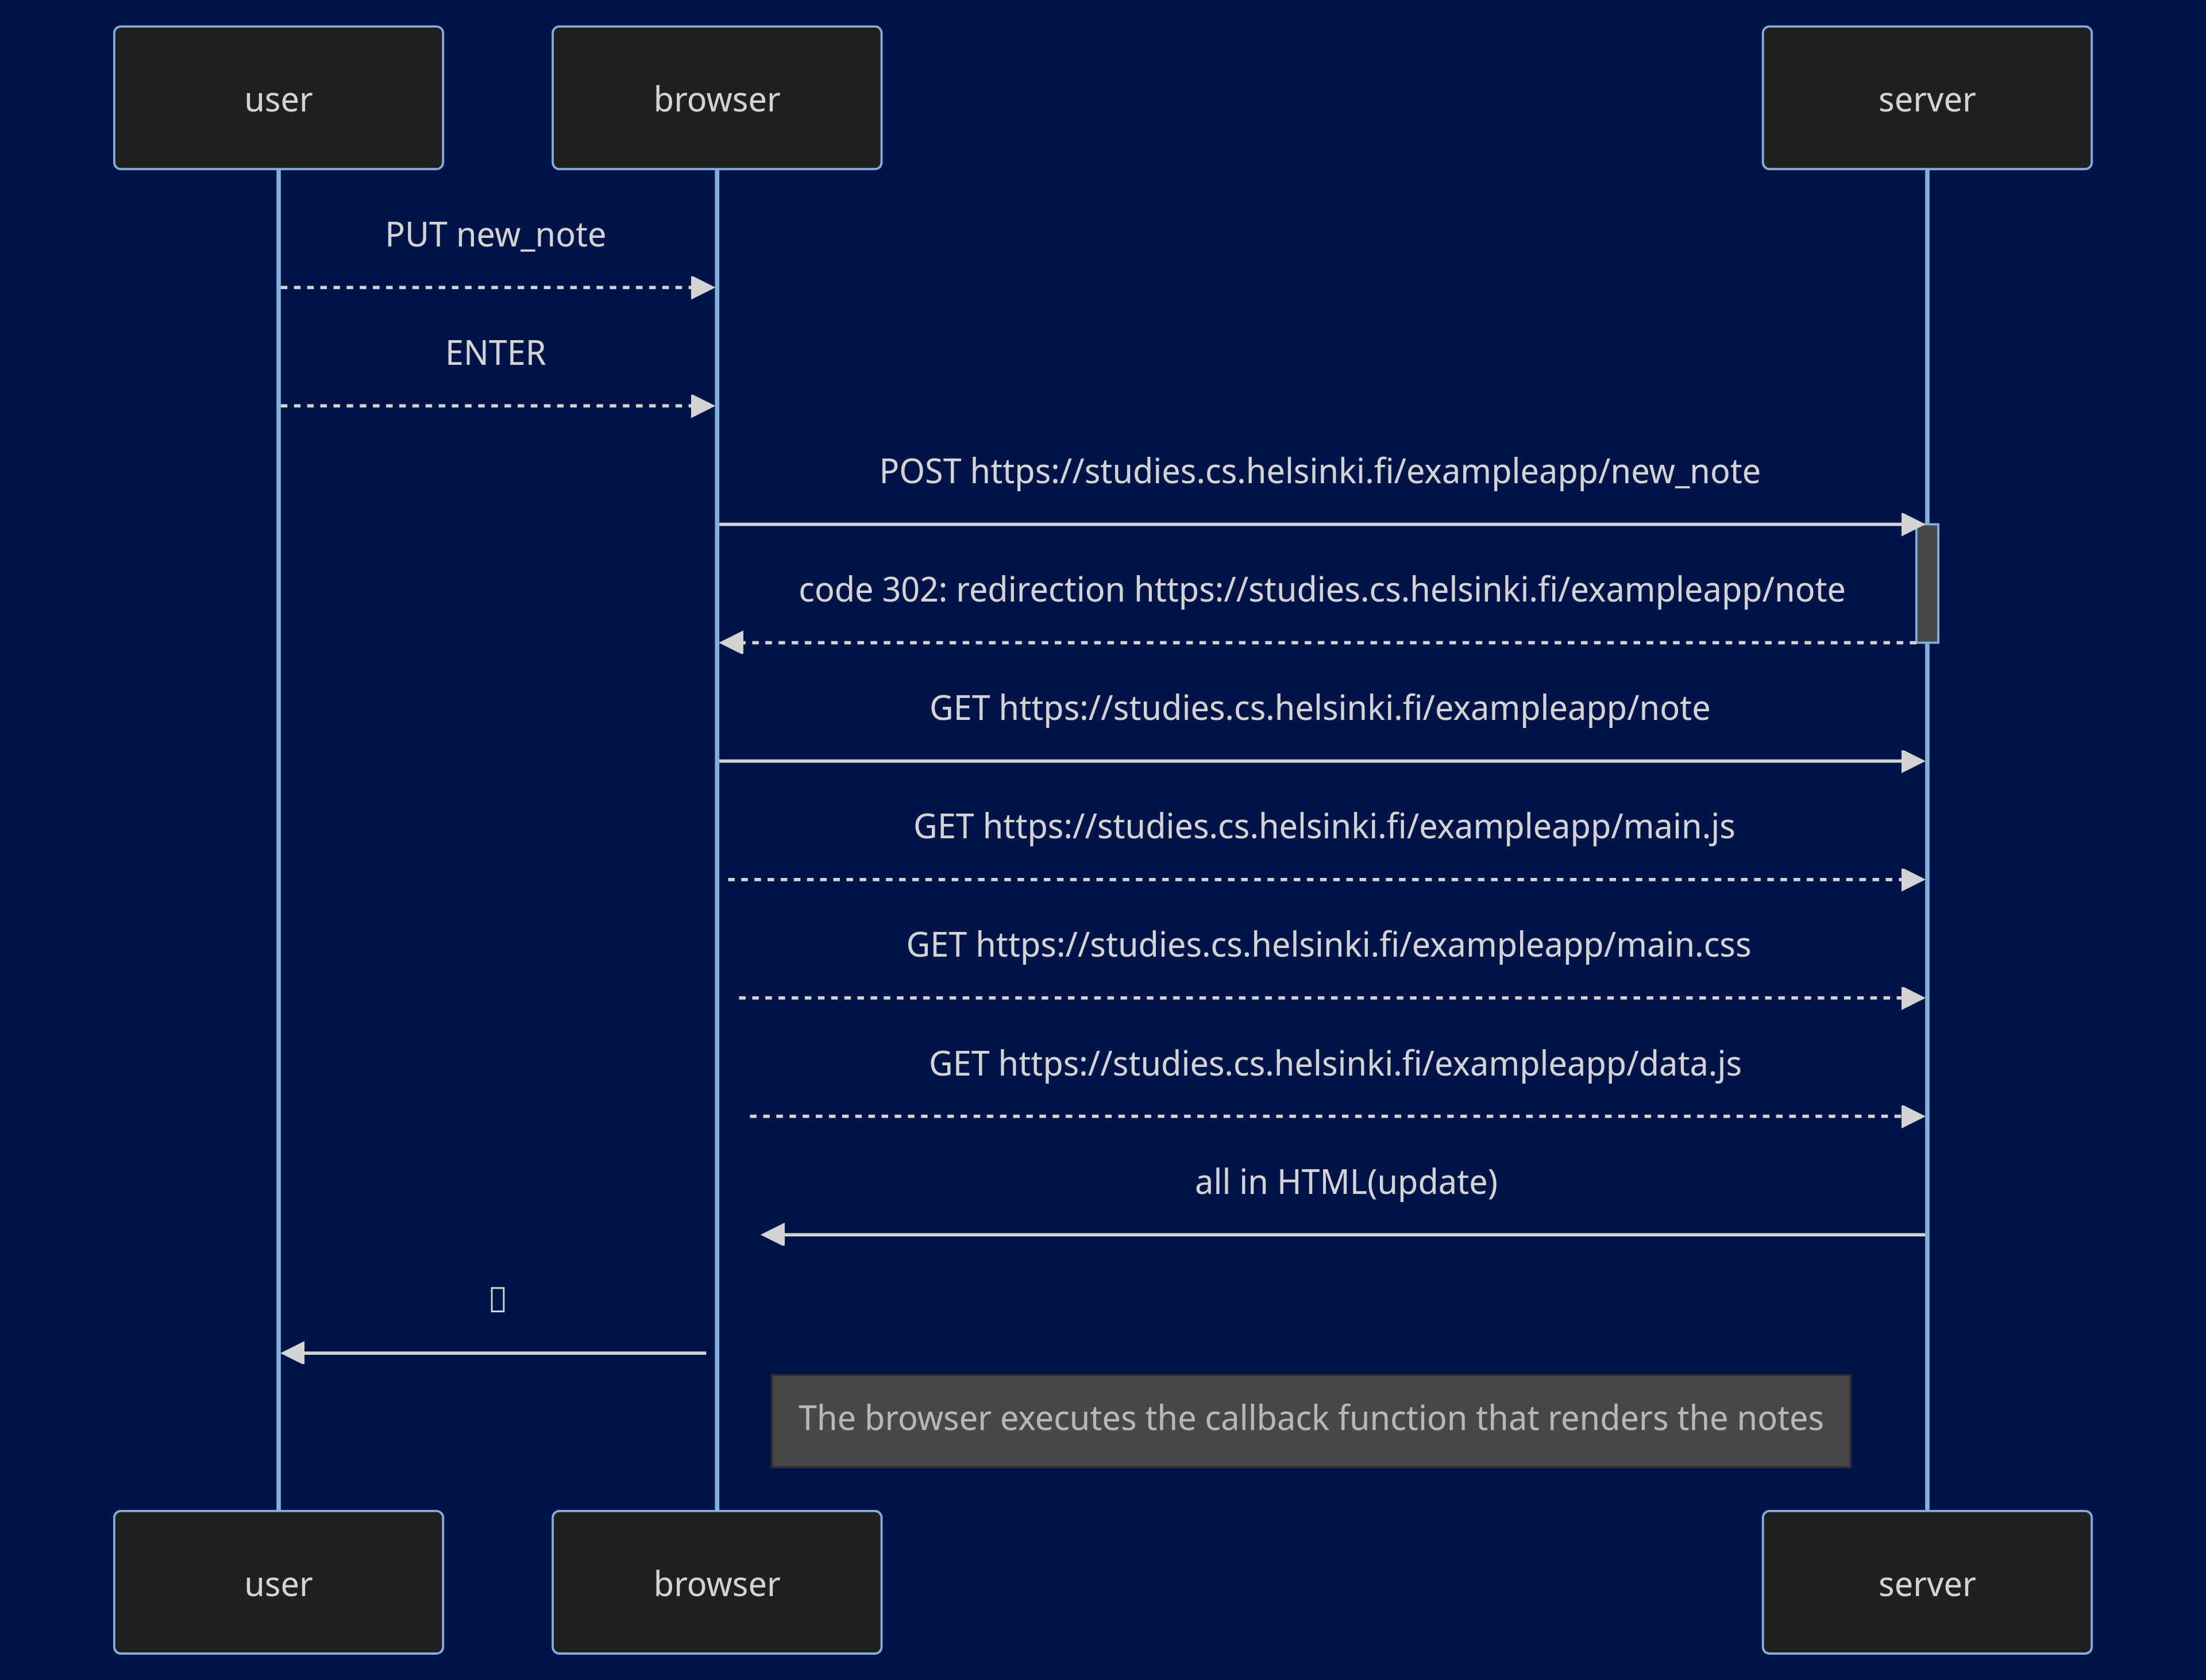 user
browser
server
PUT new_note
ENTER
POST https://studies.cs.helsinki.fi/exampleapp/new_note
code 302: redirection https://studies.cs.helsinki.fi/exampleapp/note
GET https://studies.cs.helsinki.fi/exampleapp/note
GET https://studies.cs.helsinki.fi/exampleapp/main.js
GET https://studies.cs.helsinki.fi/exampleapp/main.css
GET https://studies.cs.helsinki.fi/exampleapp/data.js
all in HTML(update)
The browser executes the callback function that renders the notes
user
browser
server